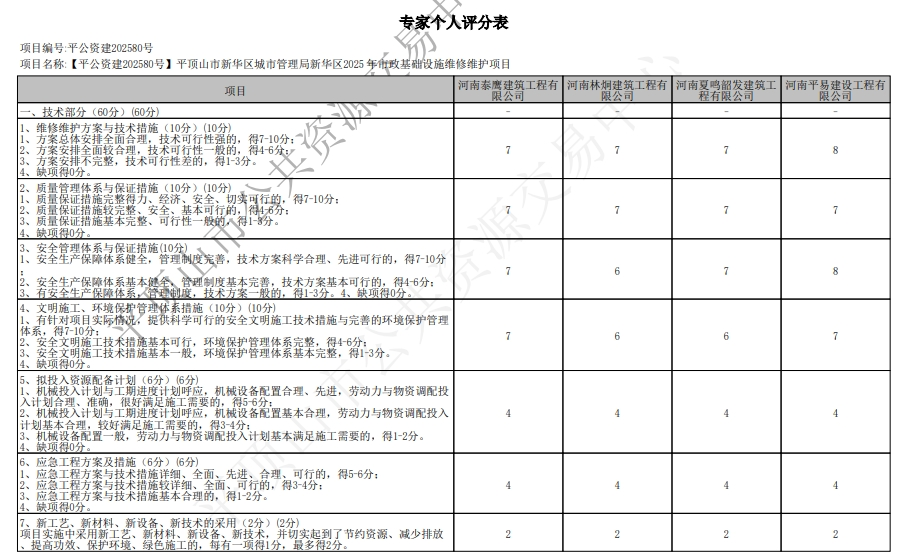 专家个人评分表
项目编号:平公资建202580号
项目名称:【平公资建202580号】平顶山市新华区城市管理局新华区2025年市政基础设施维修维护项目
项目 河南泰鹰建筑工程有限公司 河南林炯建筑工程有限公司 河南夏鸣韶发建筑工程有限公司 河南平易建设工程有限公司
一、技术部分（60分）(60分) - - - -
1、维修维护方案与技术措施（10分）(10分)
1、方案总体安排全面合理，技术可行性强的，得7-10分；
2、方案安排全面较合理，技术可行性一般的，得4-6分；
3、方案安排不完整，技术可行性差的，得1-3分。
4、缺项得0分。
7 7 7 8
2、质量管理体系与保证措施（10分）(10分)
1、质量保证措施完整得力、经济、安全、切实可行的，得7-10分；
2、质量保证措施较完整、安全、基本可行的，得4-6分；
3、质量保证措施基本完整、可行性一般的，得1-3分。
4、缺项得0分。
7 7 7 7
3、安全管理体系与保证措施(10分)
1、安全生产保障体系健全，管理制度完善，技术方案科学合理、先进可行的，得7-10分
；
2、安全生产保障体系基本健全，管理制度基本完善，技术方案基本可行的，得4-6分；
3、有安全生产保障体系，管理制度，技术方案一般的，得1-3分。4、缺项得0分。
7 6 7 8
4、文明施工、环境保护管理体系措施（10分）(10分)
1、有针对项目实际情况，提供科学可行的安全文明施工技术措施与完善的环境保护管理
体系，得7-10分；
2、安全文明施工技术措施基本可行，环境保护管理体系完整，得4-6分；
3、安全文明施工技术措施基本一般，环境保护管理体系基本完整，得1-3分。
4、缺项得0分。
7 6 6 7
5、拟投入资源配备计划（6分）(6分)
1、机械投入计划与工期进度计划呼应，机械设备配置合理、先进，劳动力与物资调配投
入计划合理、准确，很好满足施工需要的，得5-6分；
2、机械投入计划与工期进度计划呼应，机械设备配置基本合理，劳动力与物资调配投入
计划基本合理，较好满足施工需要的，得3-4分；
3、机械设备配置一般，劳动力与物资调配投入计划基本满足施工需要的，得1-2分。
4、缺项得0分。
4 4 4 4
6、应急工程方案及措施（6分）(6分)
1、应急工程方案与技术措施详细、全面、先进、合理、可行的，得5-6分；
2、应急工程方案与技术措施较详细、全面、可行的，得3-4分；
3、应急工程方案与技术措施基本合理的，得1-2分。
4、缺项得0分。
4 4 4 4
7、新工艺、新材料、新设备、新技术的采用（2分）(2分)
项目实施中采用新工艺、新材料、新设备、新技术，并切实起到了节约资源、减少排放
、提高功效、保护环境、绿色施工的，每有一项得1分，最多得2分。
2 2 2 2
平顶山市公共资源交易中
平顶山市公共资源交易中心